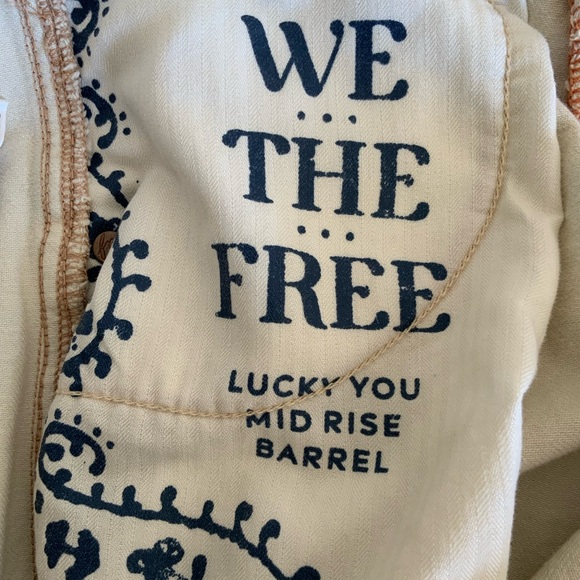 WE
THE
FREE
LUCKY YOU
MID RISE
BARREL